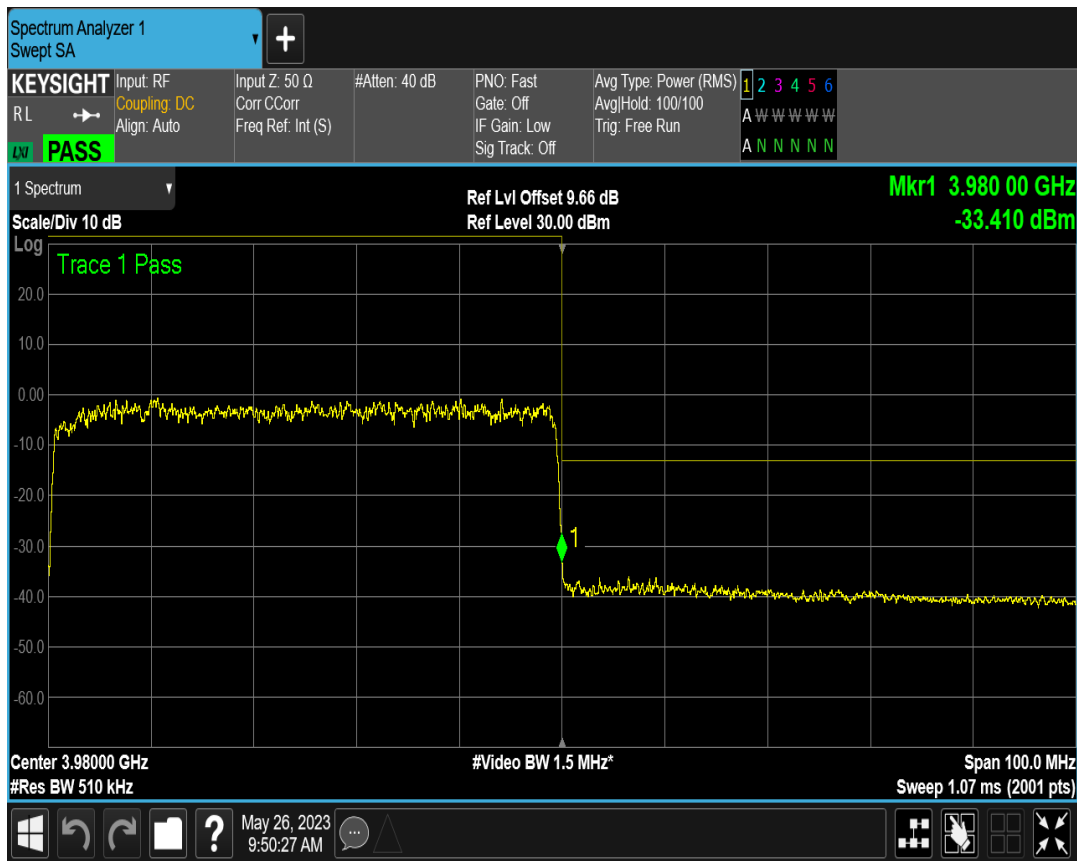 Spectrum Analyzer 1
Swept SA
+
KEYSIGHT Input: RF Input Z: 50 Ω #Atten: 40 dB PNO: Fast Avg Type: Power (RMS) 1 2 3 4 5 6
RL Coupling: DC Corr CCorr Gate: Off Avg|Hold: 100/100 A W W W W W
Align: Auto Freq Ref: Int (S) IF Gain: Low Trig: Free Run
LXI PASS Sig Track: Off A N N N N N
1 Spectrum Ref Lvl Offset 9.66 dB Mkr1 3.980 00 GHz
Scale/Div 10 dB Ref Level 30.00 dBm -33.410 dBm
Log
Trace 1 Pass
20.0
10.0
0.00
-10.0
-20.0
-30.0
1
-40.0
-50.0
-60.0
Center 3.98000 GHz #Video BW 1.5 MHz* Span 100.0 MHz
#Res BW 510 kHz Sweep 1.07 ms (2001 pts)
? May 26, 2023
9:50:27 AM